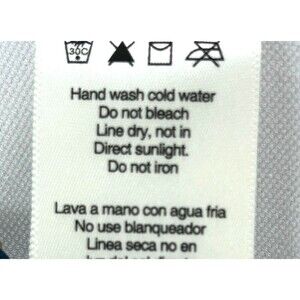 30C
Hand wash cold water
Do not bleach
Line dry, not in
Direct sunlight.
Do not iron
Lava a mano con agua fria
No use blanqueador
Linea seca no en